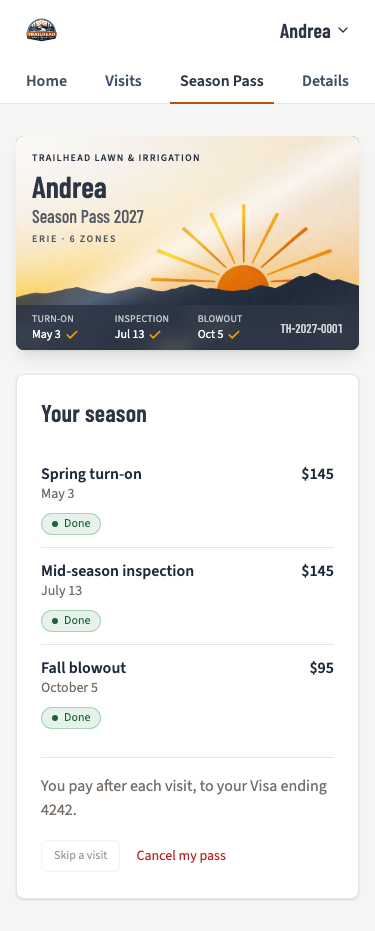 TRAILHEAD
Andrea
Home Visits Season Pass Details
TRAILHEAD LAWN & IRRIGATION
Andrea
Season Pass 2027
ERIE · 6 ZONES
TURN-ON INSPECTION BLOWOUT
May 3 ✓ Jul 13 ✓ Oct 5 ✓ TH-2027-0001
Your season
Spring turn-on $145
May 3
Done
Mid-season inspection $145
July 13
Done
Fall blowout $95
October 5
Done
You pay after each visit, to your Visa ending
4242.
Skip a visit Cancel my pass